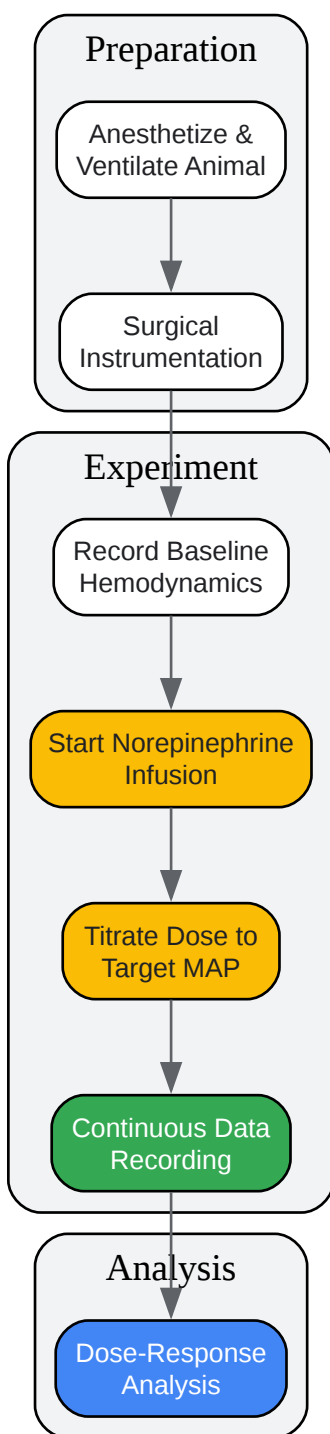 Preparation
Anesthetize &
Ventilate Animal
Surgical
Instrumentation
Experiment
Record Baseline
Hemodynamics
Start Norepinephrine
Infusion
Titrate Dose to
Target MAP
Continuous Data
Recording
Analysis
Dose-Response
Analysis